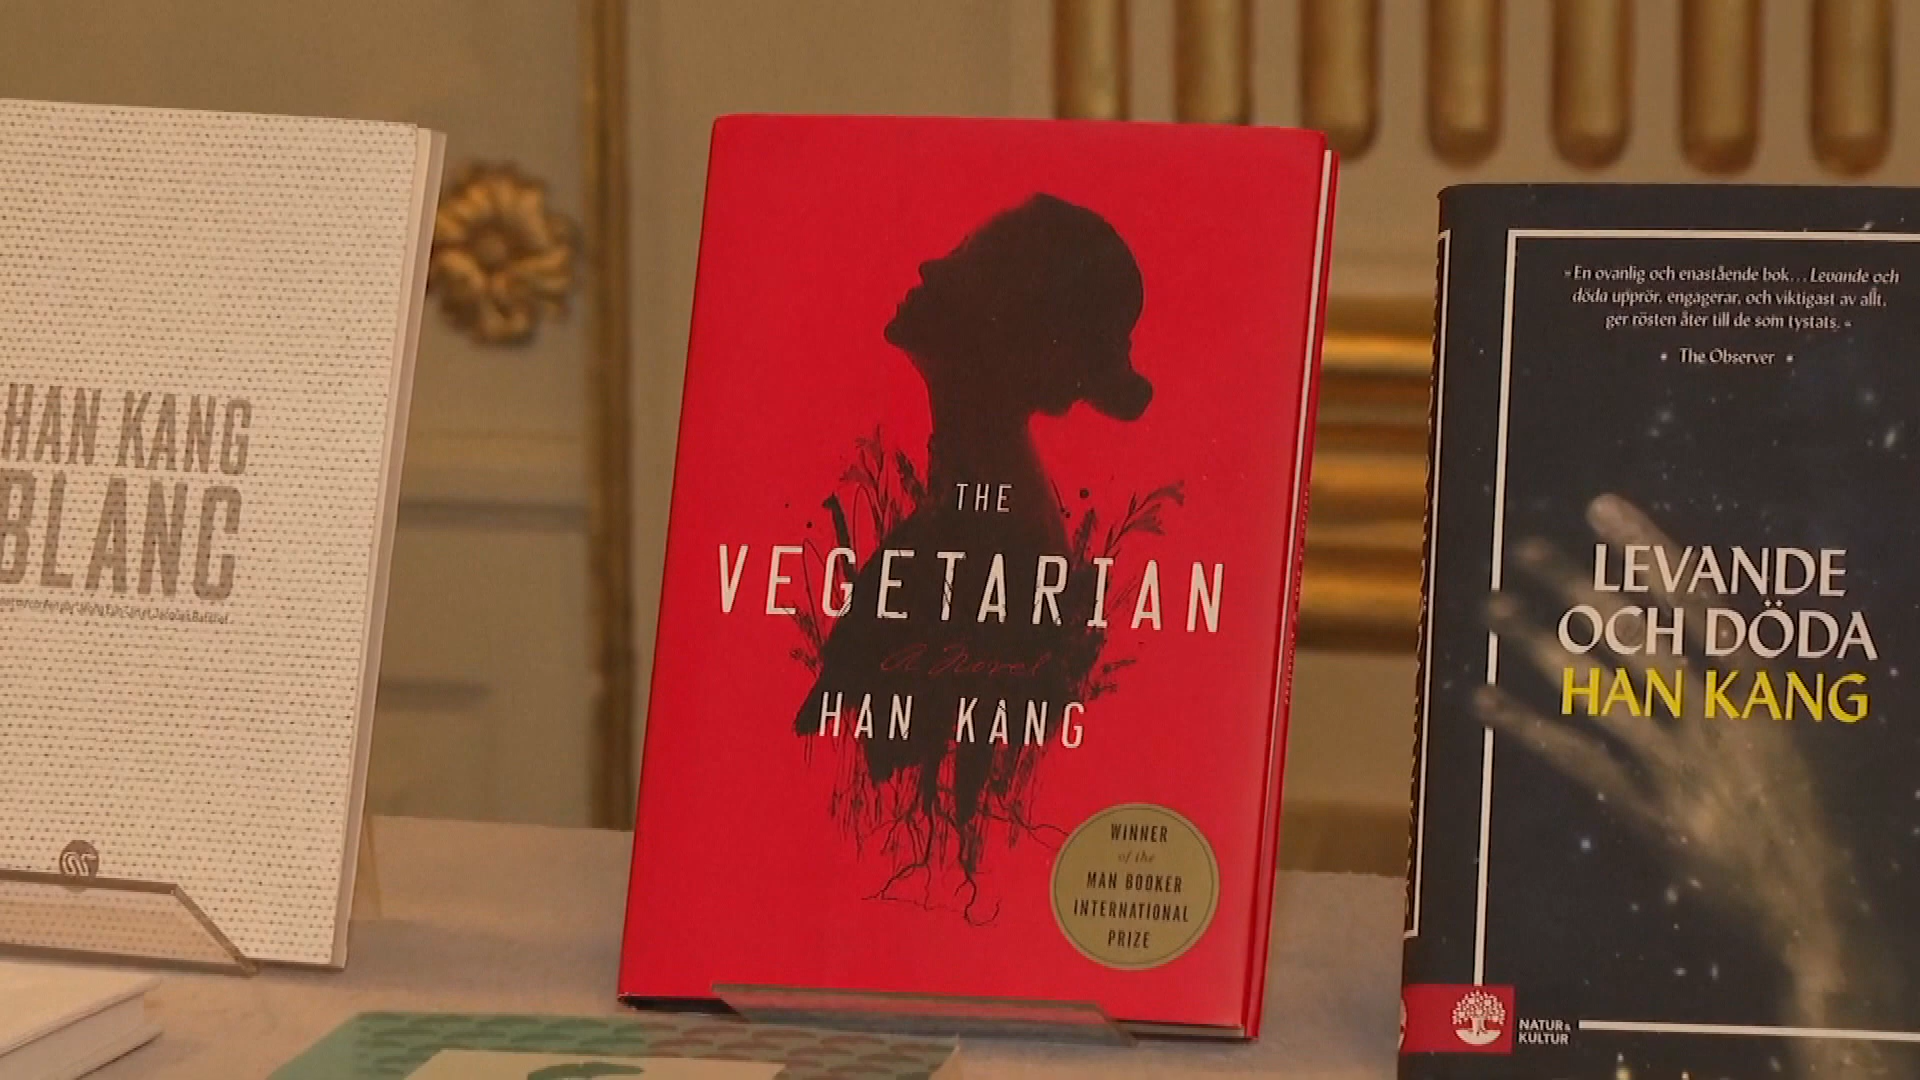 HAN KANG
BLANC
THE
VEGETARIAN
A Novel
HAN KANG
WINNER
of the
MAN BOOKER
INTERNATIONAL
PRIZE
»En ovanlig och enastående bok... Levande och
döda upprör, engagerar, och viktigast av allt,
ger rösten åter till de som tystats.«
• The Observer •
LEVANDE
OCH DÖDA
HAN KANG
NATUR &
KULTUR